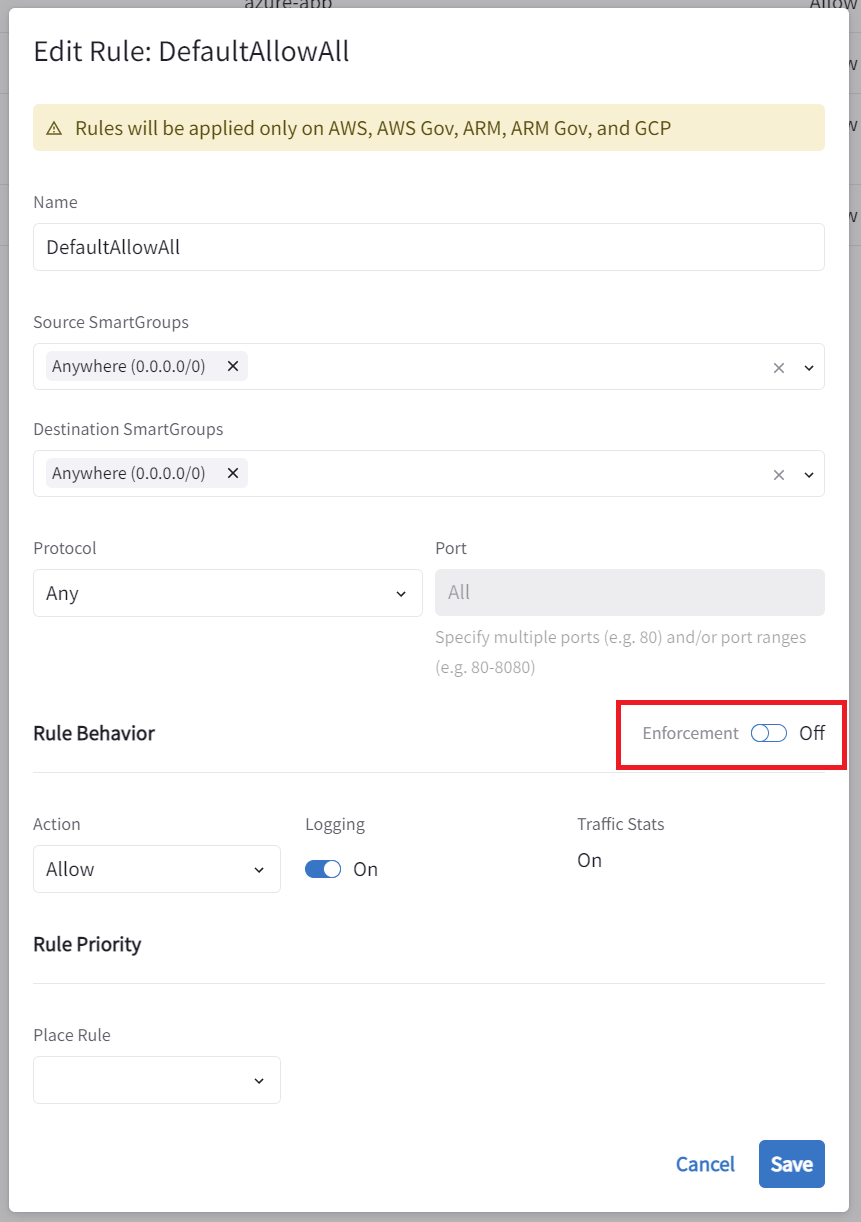 azure-app
Allow
w
w
w
Edit Rule: DefaultAllowAll
Rules will be applied only on AWS, AWS Gov, ARM, ARM Gov, and GCP
Name
DefaultAllowAll
Source SmartGroups
Anywhere (0.0.0.0/0)
Destination SmartGroups
Anywhere (0.0.0.0/0)
Protocol
Port
Any
All
Specify multiple ports (e.g. 80) and/or port ranges
(e.g. 80-8080)
Rule Behavior
Enforcement
Off
Action
Logging
Traffic Stats
Allow
On
On
Rule Priority
Place Rule
Cancel
Save